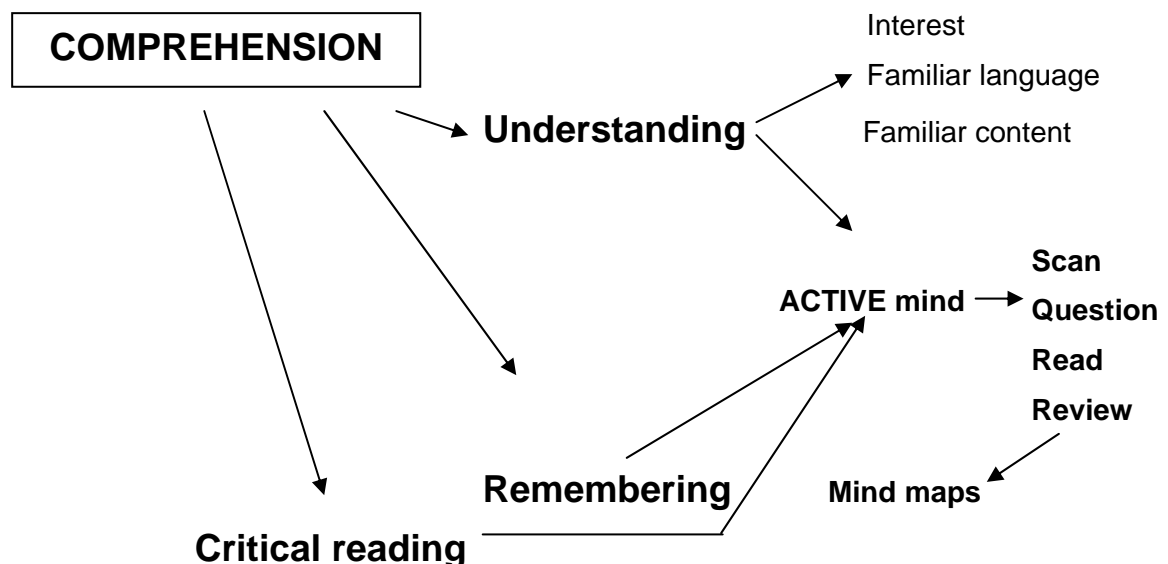 COMPREHENSION
Interest
Familiar language
Understanding
Familiar content
Scan
ACTIVE mind
Question
Read
Review
Remembering
Mind maps
Critical reading